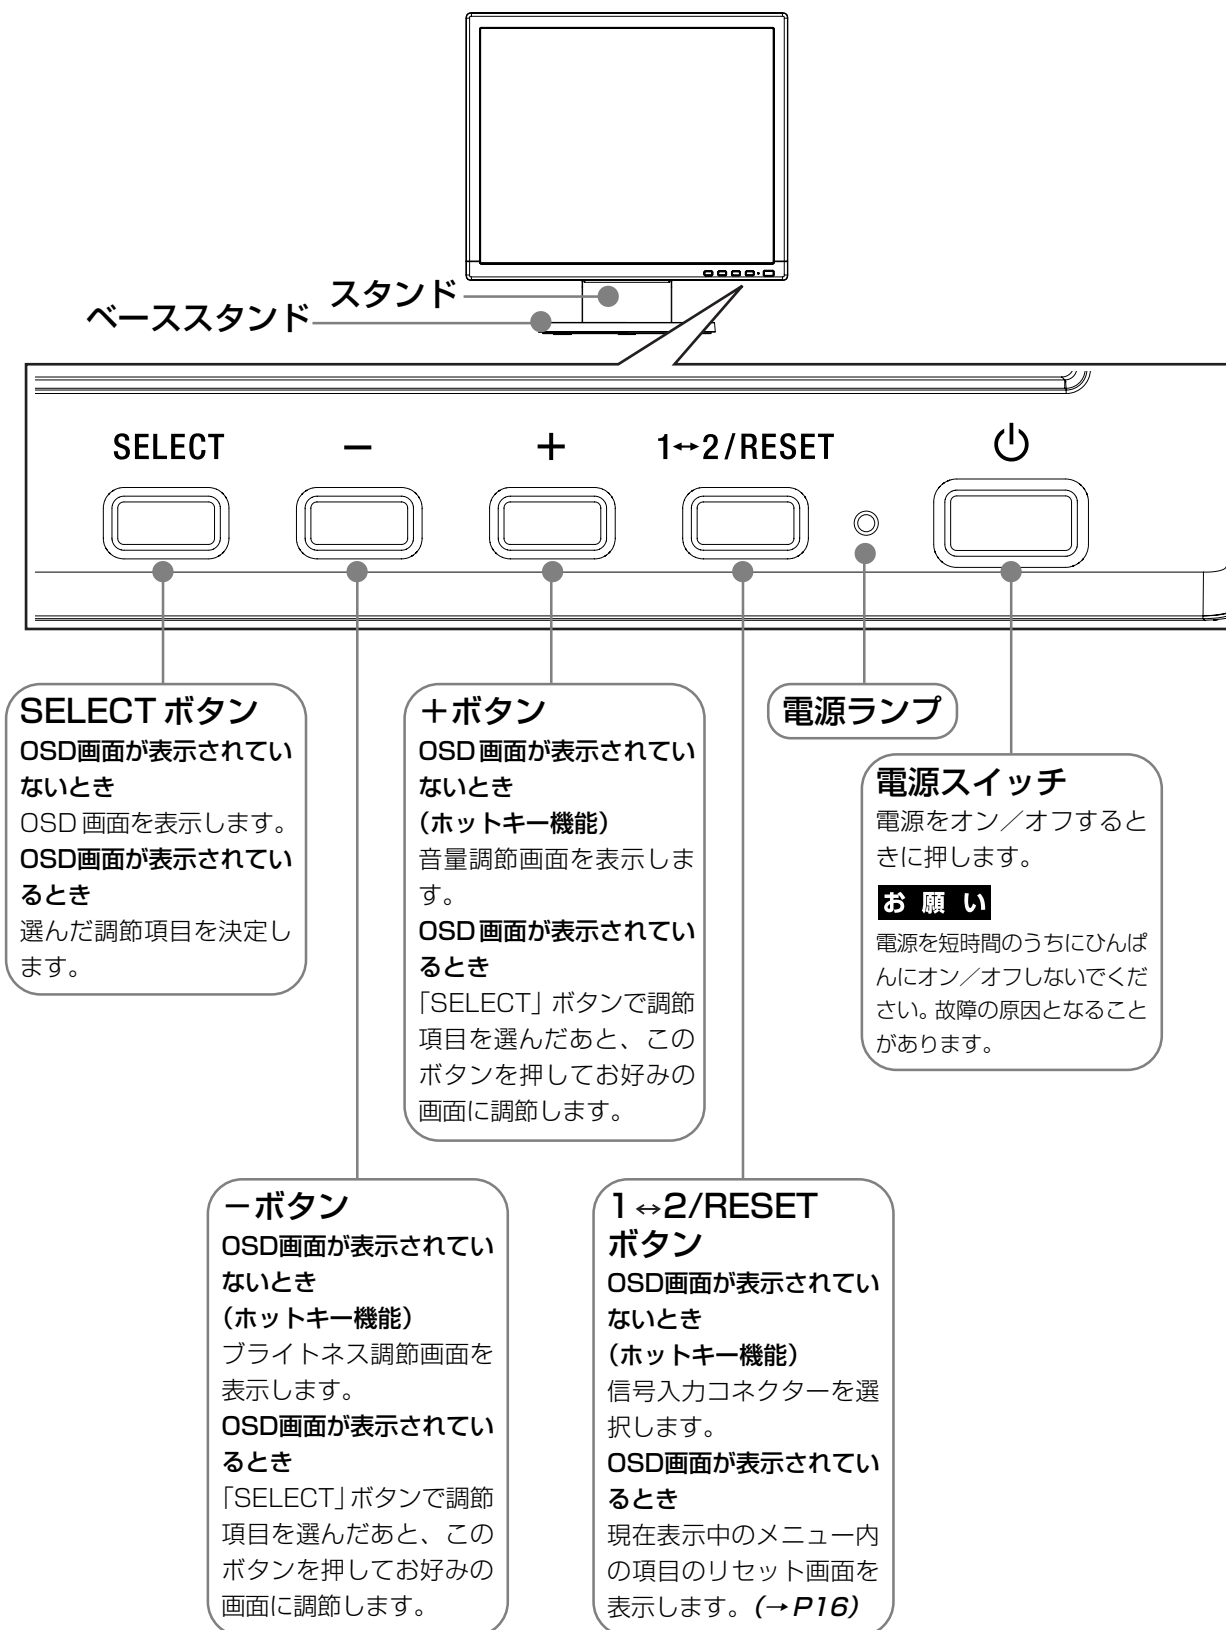 スタンド
ベーススタンド
SELECT
−
+
1↔2/RESET
SELECT ボタン
OSD画面が表示されてい
ないとき
OSD 画面を表示します。
OSD画面が表示されてい
るとき
選んだ調節項目を決定し
ます。
＋ボタン
OSD 画面が表示されてい
ないとき
（ホットキー機能）
音量調節画面を表示しま
す。
OSD 画面が表示されてい
るとき
「SELECT」ボタンで調節
項目を選んだあと、この
ボタンを押してお好みの
画面に調節します。
電源ランプ
電源スイッチ
電源をオン／オフすると
きに押します。
お 願 い
電源を短時間のうちにひんぱ
んにオン／オフしないでくだ
さい。故障の原因となること
があります。
−ボタン
OSD画面が表示されてい
ないとき
（ホットキー機能）
ブライトネス調節画面を
表示します。
OSD画面が表示されてい
るとき
「SELECT」ボタンで調節
項目を選んだあと、この
ボタンを押してお好みの
画面に調節します。
1↔2/RESET
ボタン
OSD画面が表示されてい
ないとき
（ホットキー機能）
信号入力コネクターを選
択します。
OSD画面が表示されてい
るとき
現在表示中のメニュー内
の項目のリセット画面を
表示します。(→P16)